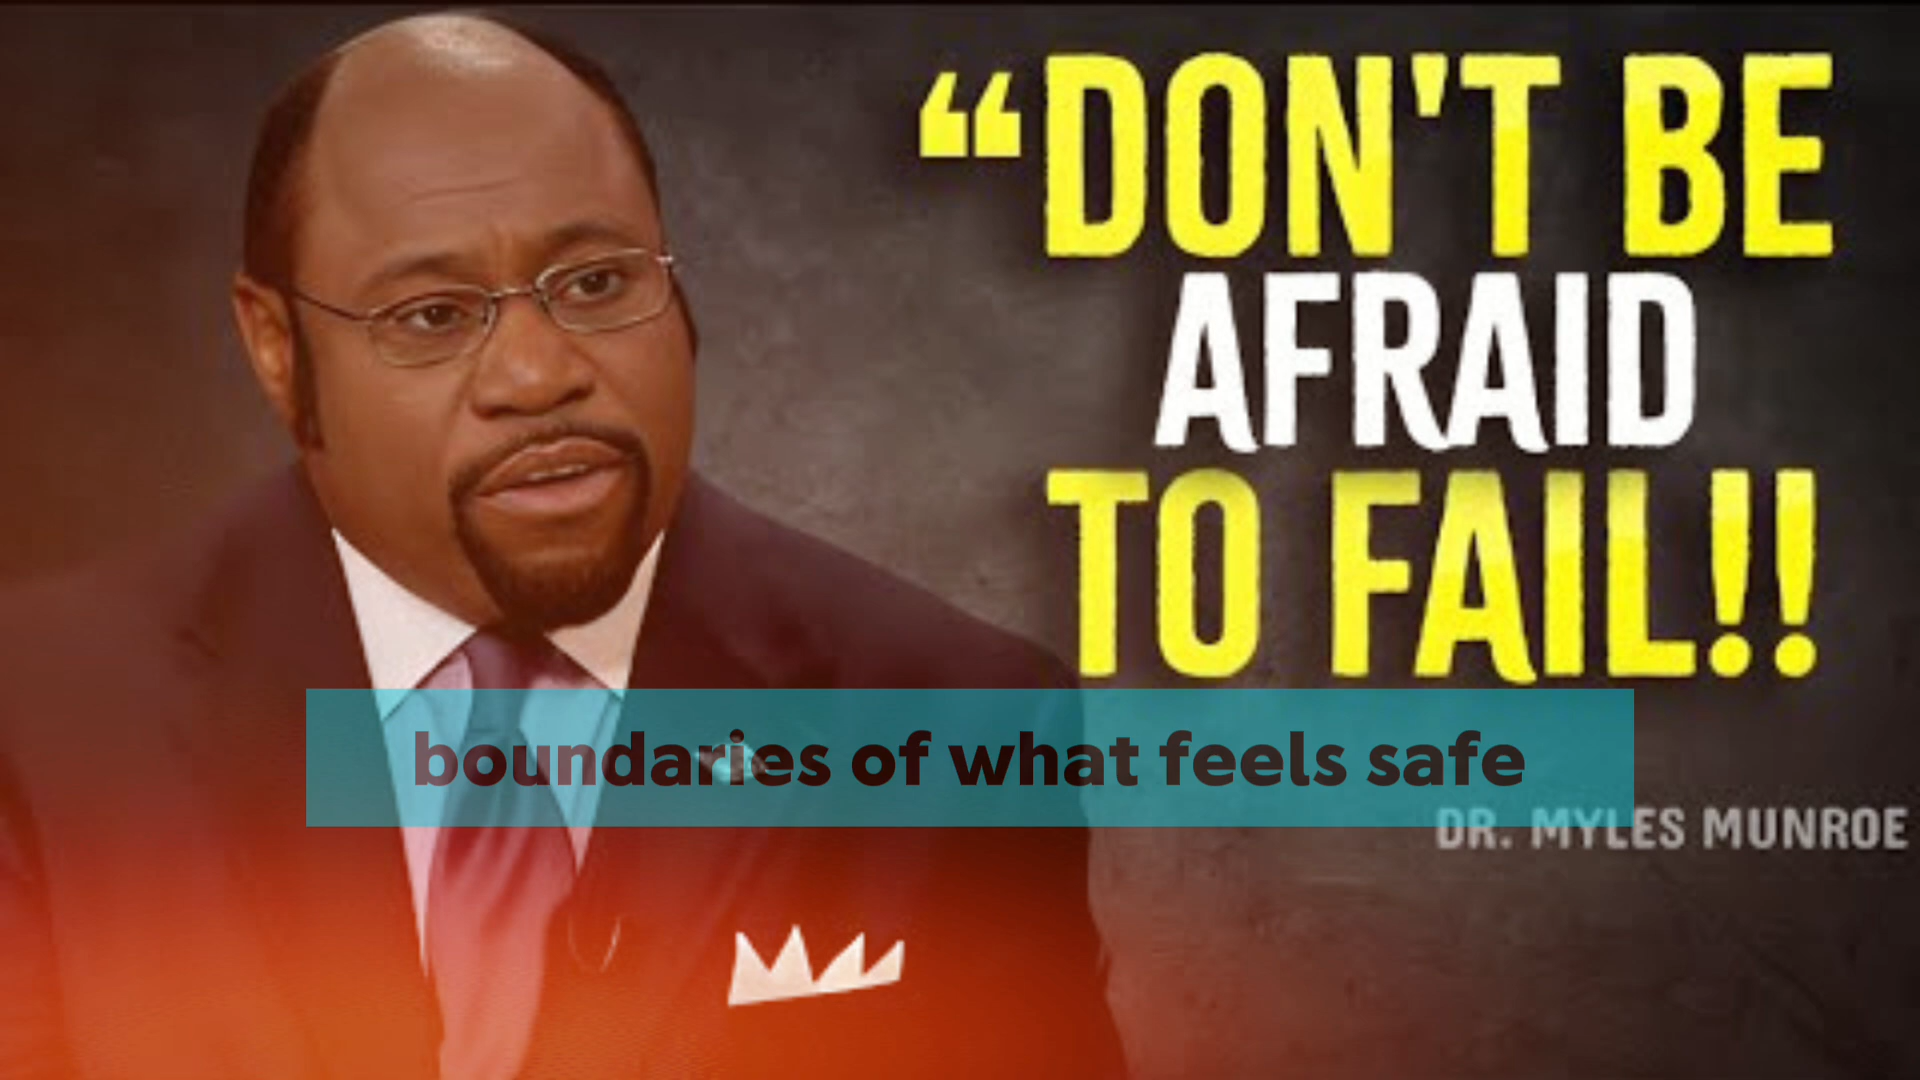 “DON'T BE
AFRAID
TO FAIL!!
boundaries of what feels safe
DR. MYLES MUNROE